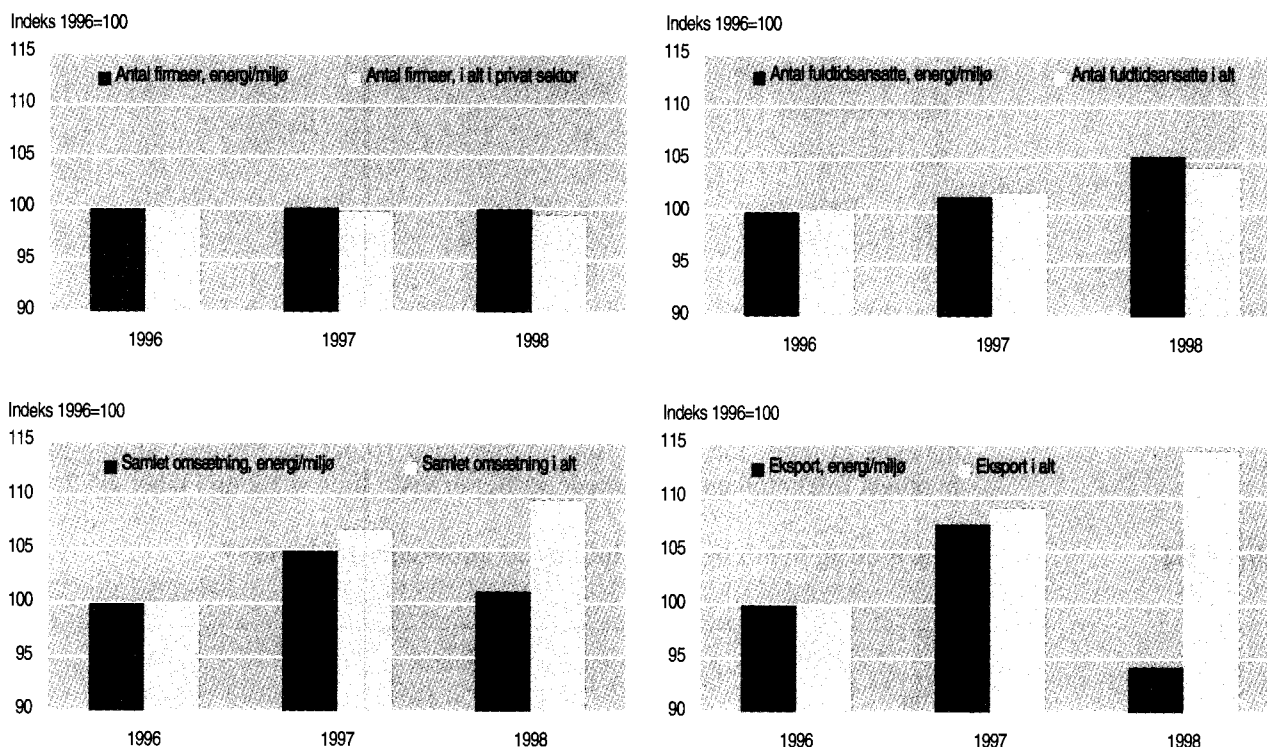 Indeks 1996=100
115
Antal firmaer, energi/miljø Antal firmaer, i alt i privat sektor
110
105
100
95
90
1996 1997 1998
Indeks 1996=100
115
Antal fuldtidsansatte, energi/miljø Antal fuldtidsansatte i alt
110
105
100
95
90
1996 1997 1998
Indeks 1996=100
115
Samlet omsætning, energi/miljø Samlet omsætning i alt
110
105
100
95
90
1996 1997 1998
Indeks 1996=100
115
Eksport, energi/miljø Eksport i alt
110
105
100
95
90
1996 1997 1998